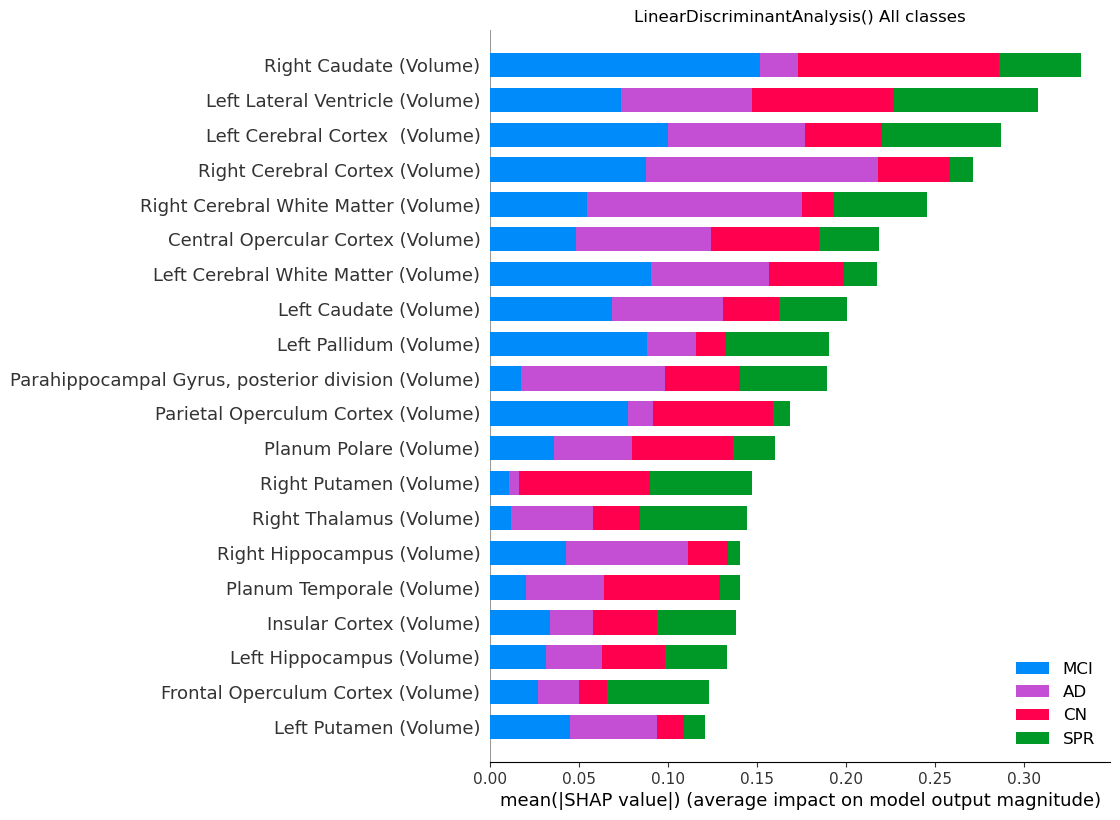 LinearDiscriminantAnalysis() All classes
Right Caudate (Volume)
Left Lateral Ventricle (Volume)
Left Cerebral Cortex  (Volume)
Right Cerebral Cortex (Volume)
Right Cerebral White Matter (Volume)
Central Opercular Cortex (Volume)
Left Cerebral White Matter (Volume)
Left Caudate (Volume)
Left Pallidum (Volume)
Parahippocampal Gyrus, posterior division (Volume)
Parietal Operculum Cortex (Volume)
Planum Polare (Volume)
Right Putamen (Volume)
Right Thalamus (Volume)
Right Hippocampus (Volume)
Planum Temporale (Volume)
Insular Cortex (Volume)
Left Hippocampus (Volume)
Frontal Operculum Cortex (Volume)
Left Putamen (Volume)
MCI
AD
CN
SPR
0.00 0.05 0.10 0.15 0.20 0.25 0.30
mean(|SHAP value|) (average impact on model output magnitude)